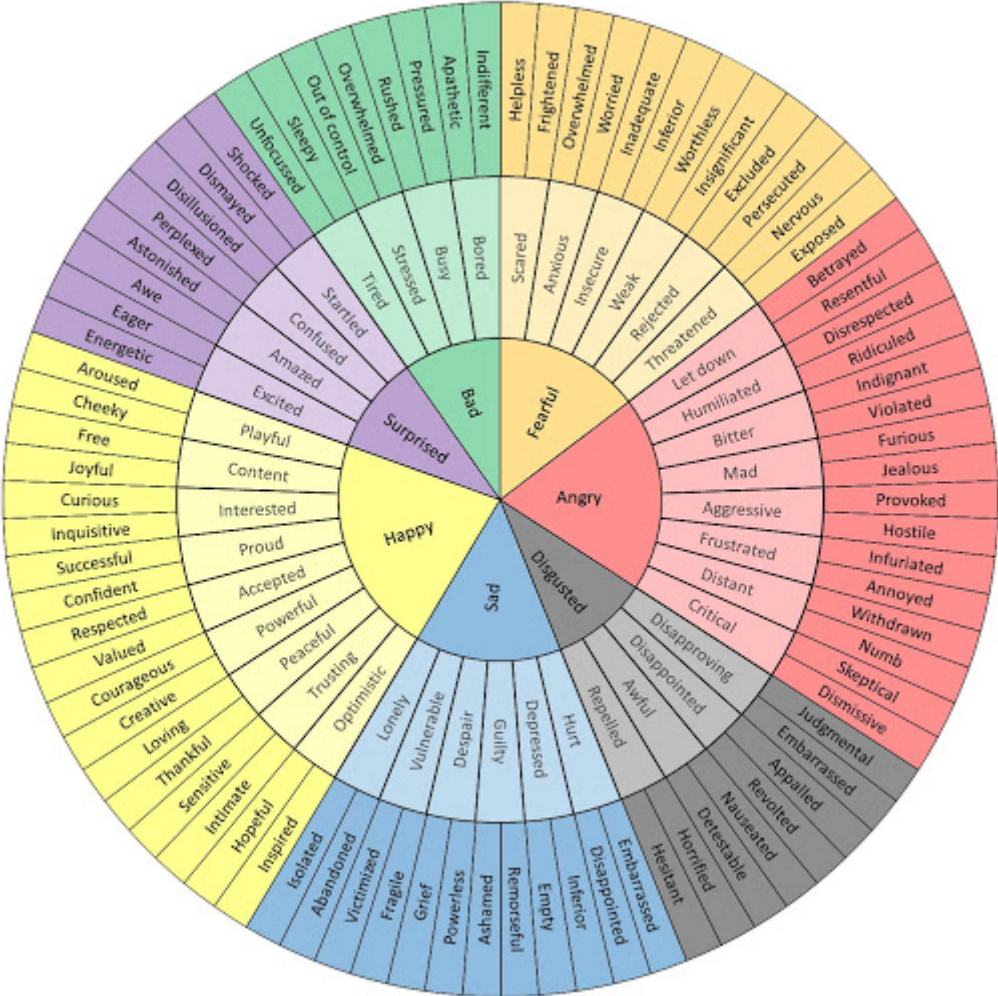 Fearful
Angry
Disgusted
Sad
Happy
Surprised
Bad
Scared
Anxious
Insecure
Weak
Rejected
Threatened
Let down
Humiliated
Bitter
Mad
Aggressive
Frustrated
Distant
Critical
Disapproving
Disappointed
Awful
Repelled
Hurt
Depressed
Guilty
Despair
Vulnerable
Lonely
Optimistic
Trusting
Peaceful
Powerful
Accepted
Proud
Interested
Content
Playful
Excited
Amazed
Confused
Startled
Tired
Stressed
Busy
Bored
Helpless
Frightened
Overwhelmed
Worried
Inadequate
Inferior
Worthless
Insignificant
Excluded
Persecuted
Nervous
Exposed
Betrayed
Resentful
Disrespected
Ridiculed
Indignant
Violated
Furious
Jealous
Provoked
Hostile
Infuriated
Annoyed
Withdrawn
Numb
Skeptical
Dismissive
Judgmental
Embarrassed
Appalled
Revolted
Nauseated
Detestable
Horrified
Hesitant
Embarrassed
Disappointed
Inferior
Empty
Remorseful
Ashamed
Powerless
Grief
Fragile
Victimized
Abandoned
Isolated
Inspired
Hopeful
Intimate
Sensitive
Thankful
Loving
Creative
Courageous
Valued
Respected
Confident
Successful
Inquisitive
Curious
Joyful
Free
Cheeky
Aroused
Energetic
Eager
Awe
Astonished
Perplexed
Disillusioned
Dismayed
Shocked
Unfocussed
Sleepy
Out of control
Overwhelmed
Rushed
Pressured
Apathetic
Indifferent